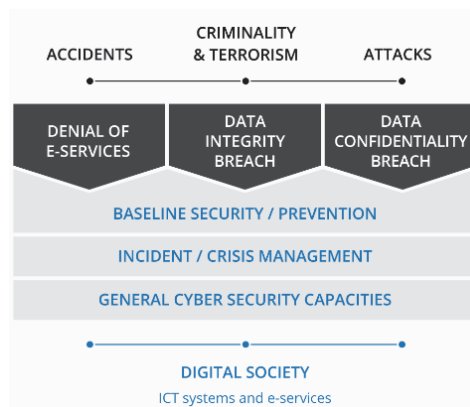 CRIMINALITY
ACCIDENTS & TERRORISM ATTACKS
DENIAL OF
E-SERVICES
DATA
INTEGRITY
BREACH
DATA
CONFIDENTIALITY
BREACH
BASELINE SECURITY / PREVENTION
INCIDENT / CRISIS MANAGEMENT
GENERAL CYBER SECURITY CAPACITIES
DIGITAL SOCIETY
ICT systems and e-services